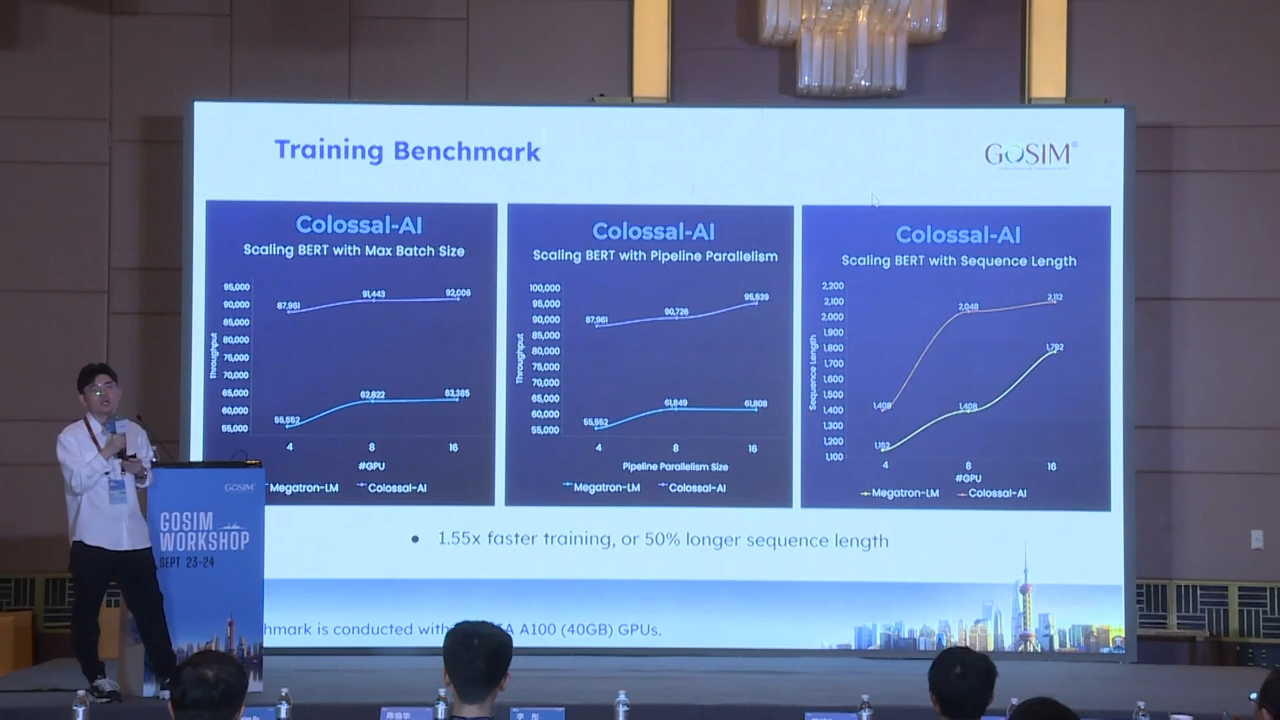 Training Benchmark
GOSIM
Colossal-AI
Scaling BERT with Max Batch Size
Throughput
95,000
90,000
85,000
80,000
75,000
70,000
65,000
60,000
55,000
87,961
91,443
92,006
55,552
62,822
63,385
4
8
16
#GPU
Megatron-LM
Colossal-AI
Colossal-AI
Scaling BERT with Pipeline Parallelism
Throughput
100,000
95,000
90,000
85,000
80,000
75,000
70,000
65,000
60,000
55,000
87,961
90,726
95,639
55,552
61,849
61,808
4
8
16
Pipeline Parallelism Size
Megatron-LM
Colossal-AI
Colossal-AI
Scaling BERT with Sequence Length
Sequence Length
2,200
2,100
2,000
1,900
1,800
1,700
1,600
1,500
1,400
1,300
1,200
1,100
1,408
2,048
2,112
1,152
1,408
1,792
4
8
16
#GPU
Megatron-LM
Colossal-AI
• 1.55x faster training, or 50% longer sequence length
hmark is conducted with
A A100 (40GB) GPUs.
GOSIM
GOSIM
WORKSHOP
SEPT 23-24